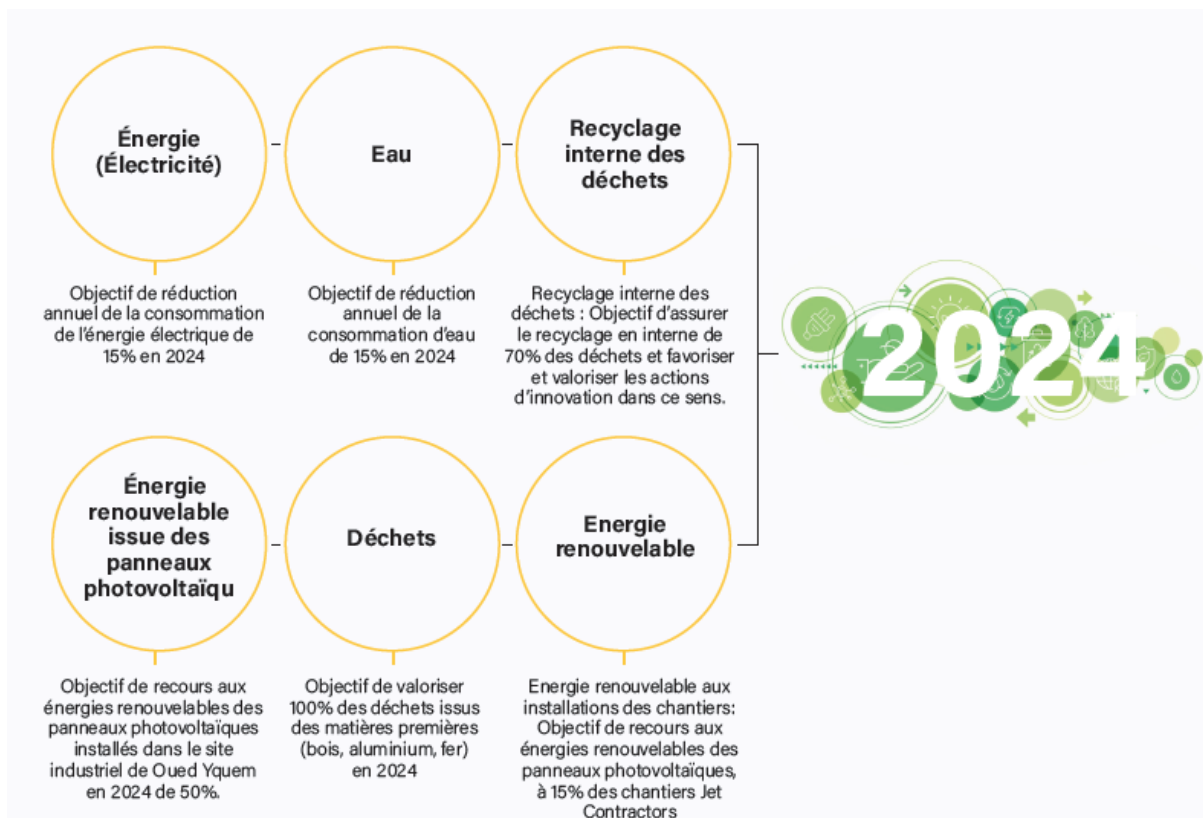 Énergie
(Électricité)
Objectif de réduction
annuel de la consommation
de l'énergie électrique de
15% en 2024
Eau
Objectif de réduction
annuel de la
consommation d'eau
de 15% en 2024
Recyclage
interne des
déchets
Recyclage interne des
déchets : Objectif d'assurer
le recyclage en interne de
70% des déchets et favoriser
et valoriser les actions
d'innovation dans ce sens.
2024
Énergie
renouvelable
issue des
panneaux
photovoltaïqu
Objectif de recours aux
énergies renouvelables des
panneaux photovoltaïques
installés dans le site
industriel de Oued Yquem
en 2024 de 50%.
Déchets
Objectif de valoriser
100% des déchets issus
des matières premières
(bois, aluminium, fer)
en 2024
Energie
renouvelable
Energie renouvelable aux
installations des chantiers:
Objectif de recours aux
énergies renouvelables des
panneaux photovoltaïques,
à 15% des chantiers Jet
Contractors